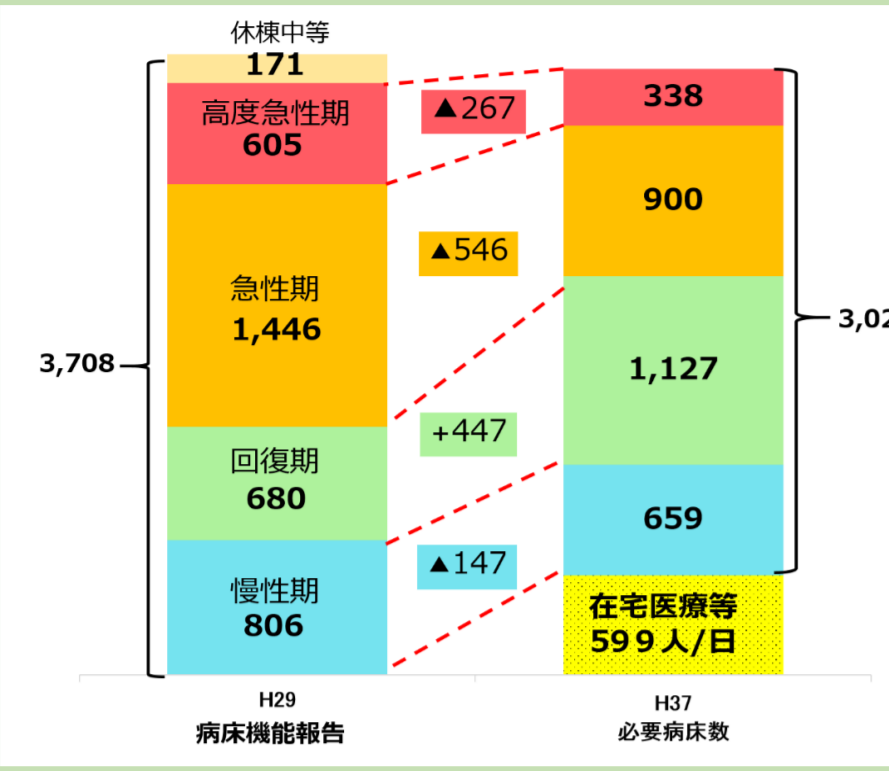 休棟中等
171
高度急性期
605
急性期
1,446
回復期
680
慢性期
806
3,708
▲267
▲546
+447
▲147
338
900
1,127
659
在宅医療等
599人/日
3,02
H29
病床機能報告
H37
必要病床数